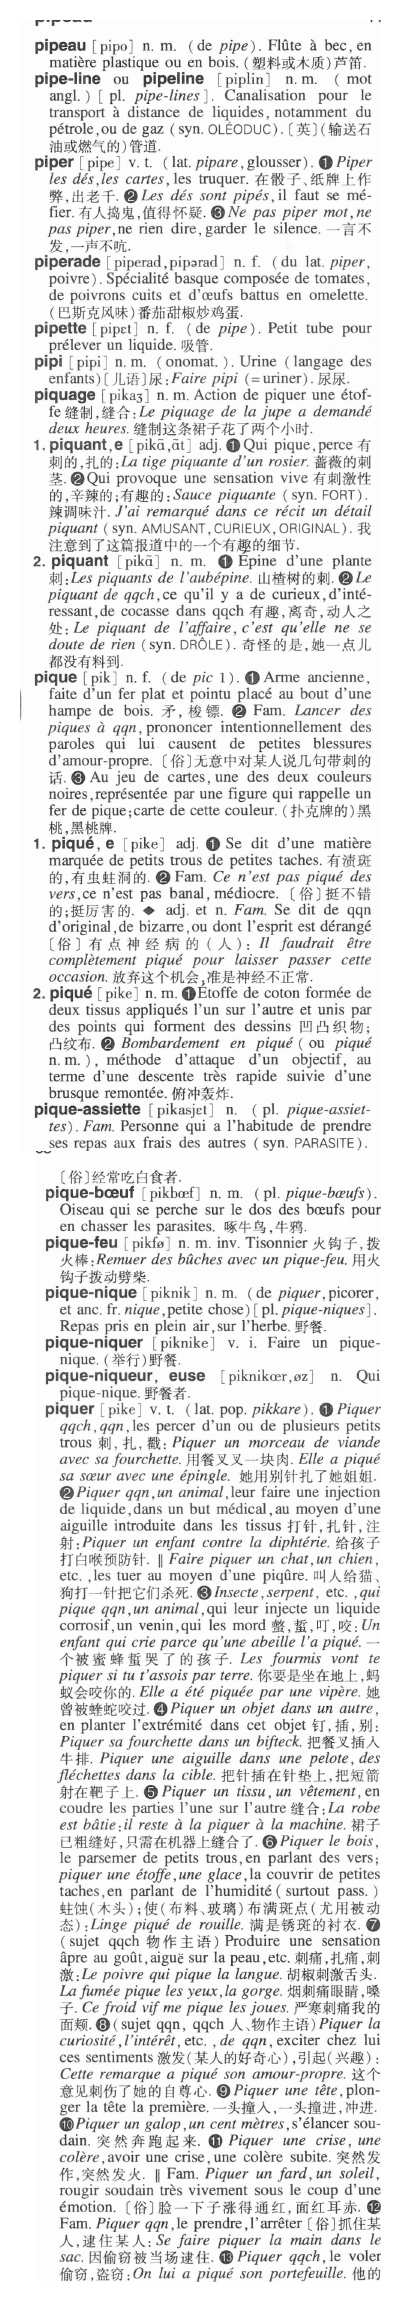 pipeau [pipo] n. m. (de pipe). Flûte à bec, en
matière plastique ou en bois. (塑料或木质)芦笛.
pipe-line ou pipeline [piplin] n. m. (mot
angl.) [pl. pipe-lines]. Canalisation pour le
transport à distance de liquides, notamment du
pétrole, ou de gaz (syn. OLÉODUC). 〔英〕(输送石
油或燃气的)管道.
piper [pipe] v. t. (lat. pipare, glousser). ❶ Piper
les dés, les cartes, les truquer. 在骰子、纸牌上作
弊,出老千. ❷ Les dés sont pipés, il faut se mé-
fier. 有人捣鬼,值得怀疑. ❸ Ne pas piper mot, ne
pas piper, ne rien dire, garder le silence. 一言不
发,一声不吭.
piperade [piperad, pipərad] n. f. (du lat. piper,
poivre). Spécialité basque composée de tomates,
de poivrons cuits et d'œufs battus en omelette.
(巴斯克风味)番茄甜椒炒鸡蛋.
pipette [pipɛt] n. f. (de pipe). Petit tube pour
prélever un liquide. 吸管.
pipi [pipi] n. m. (onomat.). Urine (langage des
enfants)〔儿语〕尿: Faire pipi (= uriner). 尿尿.
piquage [pikaʒ] n. m. Action de piquer une étof-
fe 缝制,缝合: Le piquage de la jupe a demandé
deux heures. 缝制这条裙子花了两个小时.
1. piquant, e [pikɑ̃, ɑ̃t] adj. ❶ Qui pique, perce 有
刺的,扎的: La tige piquante d'un rosier. 蔷薇的刺
茎. ❷ Qui provoque une sensation vive 有刺激性
的,辛辣的;有趣的: Sauce piquante (syn. FORT).
辣调味汁. J'ai remarqué dans ce récit un détail
piquant (syn. AMUSANT, CURIEUX, ORIGINAL). 我
注意到了这篇报道中的一个有趣的细节.
2. piquant [pikɑ̃] n. m. ❶ Épine d'une plante
刺: Les piquants de l'aubépine. 山楂树的刺. ❷ Le
piquant de qqch, ce qu'il y a de curieux, d'inté-
ressant, de cocasse dans qqch 有趣,离奇,动人之
处: Le piquant de l'affaire, c'est qu'elle ne se
doute de rien (syn. DRÔLE). 奇怪的是,她一点儿
都没有料到.
pique [pik] n. f. (de pic 1). ❶ Arme ancienne,
faite d'un fer plat et pointu placé au bout d'une
hampe de bois. 矛,梭镖. ❷ Fam. Lancer des
piques à qqn, prononcer intentionnellement des
paroles qui lui causent de petites blessures
d'amour-propre. 〔俗〕无意中对某人说几句带刺的
话. ❸ Au jeu de cartes, une des deux couleurs
noires, représentée par une figure qui rappelle un
fer de pique; carte de cette couleur. (扑克牌的)黑
桃,黑桃牌.
1. piqué, e [pike] adj. ❶ Se dit d'une matière
marquée de petits trous de petites taches. 有渍斑
的,有虫蛀洞的. ❷ Fam. Ce n'est pas piqué des
vers, ce n'est pas banal, médiocre. 〔俗〕挺不错
的;挺厉害的. ◆ adj. et n. Fam. Se dit de qqn
d'original, de bizarre, ou dont l'esprit est dérangé
〔俗〕有点神经病的(人): Il faudrait être
complètement piqué pour laisser passer cette
occasion. 放弃这个机会,准是神经不正常.
2. piqué [pike] n. m. ❶ Étoffe de coton formée de
deux tissus appliqués l'un sur l'autre et unis par
des points qui forment des dessins 凹凸织物;
凸纹布. ❷ Bombardement en piqué (ou piqué
n. m.), méthode d'attaque d'un objectif, au
terme d'une descente très rapide suivie d'une
brusque remontée. 俯冲轰炸.
pique-assiette [pikasjɛt] n. (pl. pique-assiet-
tes). Fam. Personne qui a l'habitude de prendre
ses repas aux frais des autres (syn. PARASITE).
〔俗〕经常吃白食者.
pique-bœuf [pikbœf] n. m. (pl. pique-bœufs).
Oiseau qui se perche sur le dos des bœufs pour
en chasser les parasites. 啄牛鸟,牛鸦.
pique-feu [pikfø] n. m. inv. Tisonnier 火钩子,拨
火棒: Remuer des bûches avec un pique-feu. 用火
钩子拨动劈柴.
pique-nique [piknik] n. m. (de piquer, picorer,
et anc. fr. nique, petite chose) [pl. pique-niques].
Repas pris en plein air, sur l'herbe. 野餐.
pique-niquer [piknike] v. i. Faire un pique-
nique. (举行)野餐.
pique-niqueur, euse [piknikœr, øz] n. Qui
pique-nique. 野餐者.
piquer [pike] v. t. (lat. pop. pikkare). ❶ Piquer
qqch, qqn, les percer d'un ou de plusieurs petits
trous 刺,扎,戳: Piquer un morceau de viande
avec sa fourchette. 用餐叉叉一块肉. Elle a piqué
sa sœur avec une épingle. 她用别针扎了她姐姐.
❷ Piquer qqn, un animal, leur faire une injection
de liquide, dans un but médical, au moyen d'une
aiguille introduite dans les tissus 打针,扎针,注
射: Piquer un enfant contre la diphtérie. 给孩子
打白喉预防针. ‖ Faire piquer un chat, un chien,
etc., les tuer au moyen d'une piqûre. 叫人给猫、
狗打一针把它们杀死. ❸ Insecte, serpent, etc., qui
pique qqn, un animal, qui leur injecte un liquide
corrosif, un venin, qui les mord 螫,蜇,叮,咬: Un
enfant qui crie parce qu'une abeille l'a piqué. 一
个被蜜蜂蜇哭了的孩子. Les fourmis vont te
piquer si tu t'assois par terre. 你要是坐在地上,蚂
蚁会咬你的. Elle a été piquée par une vipère. 她
曾被蝰蛇咬过. ❹ Piquer un objet dans un autre,
en planter l'extrémité dans cet objet 钉,插,别:
Piquer sa fourchette dans un bifteck. 把餐叉插入
牛排. Piquer une aiguille dans une pelote, des
fléchettes dans la cible. 把针插在针垫上,把短箭
射在靶子上. ❺ Piquer un tissu, un vêtement, en
coudre les parties l'une sur l'autre 缝合: La robe
est bâtie; il reste à la piquer à la machine. 裙子
已粗缝好,只需在机器上缝合了. ❻ Piquer le bois,
le parsemer de petits trous, en parlant des vers;
piquer une étoffe, une glace, la couvrir de petites
taches, en parlant de l'humidité (surtout pass.)
蛀蚀(木头);使(布料、玻璃)布满斑点(尤用被动
态): Linge piqué de rouille. 满是锈斑的衬衣. ❼
(sujet qqch 物作主语) Produire une sensation
âpre au goût, aiguë sur la peau, etc. 刺痛,扎痛,刺
激: Le poivre qui pique la langue. 胡椒刺激舌头.
La fumée pique les yeux, la gorge. 烟刺痛眼睛,嗓
子. Ce froid vif me pique les joues. 严寒刺痛我的
面颊. ❽ (sujet qqn, qqch 人、物作主语) Piquer la
curiosité, l'intérêt, etc., de qqn, exciter chez lui
ces sentiments 激发(某人的好奇心),引起(兴趣):
Cette remarque a piqué son amour-propre. 这个
意见刺伤了她的自尊心. ❾ Piquer une tête, plon-
ger la tête la première. 一头撞人,一头撞进,冲进.
❿ Piquer un galop, un cent mètres, s'élancer sou-
dain. 突然奔跑起来. ⓫ Piquer une crise, une
colère, avoir une crise, une colère subite. 突然发
作,突然发火. ‖ Fam. Piquer un fard, un soleil,
rougir soudain très vivement sous le coup d'une
émotion. 〔俗〕脸一下子涨得通红,面红耳赤. ⓬
Fam. Piquer qqn, le prendre, l'arrêter〔俗〕抓住某
人,逮住某人: Se faire piquer la main dans le
sac. 因偷窃被当场逮住. ⓭ Piquer qqch, le voler
偷窃,盗窃: On lui a piqué son portefeuille. 他的